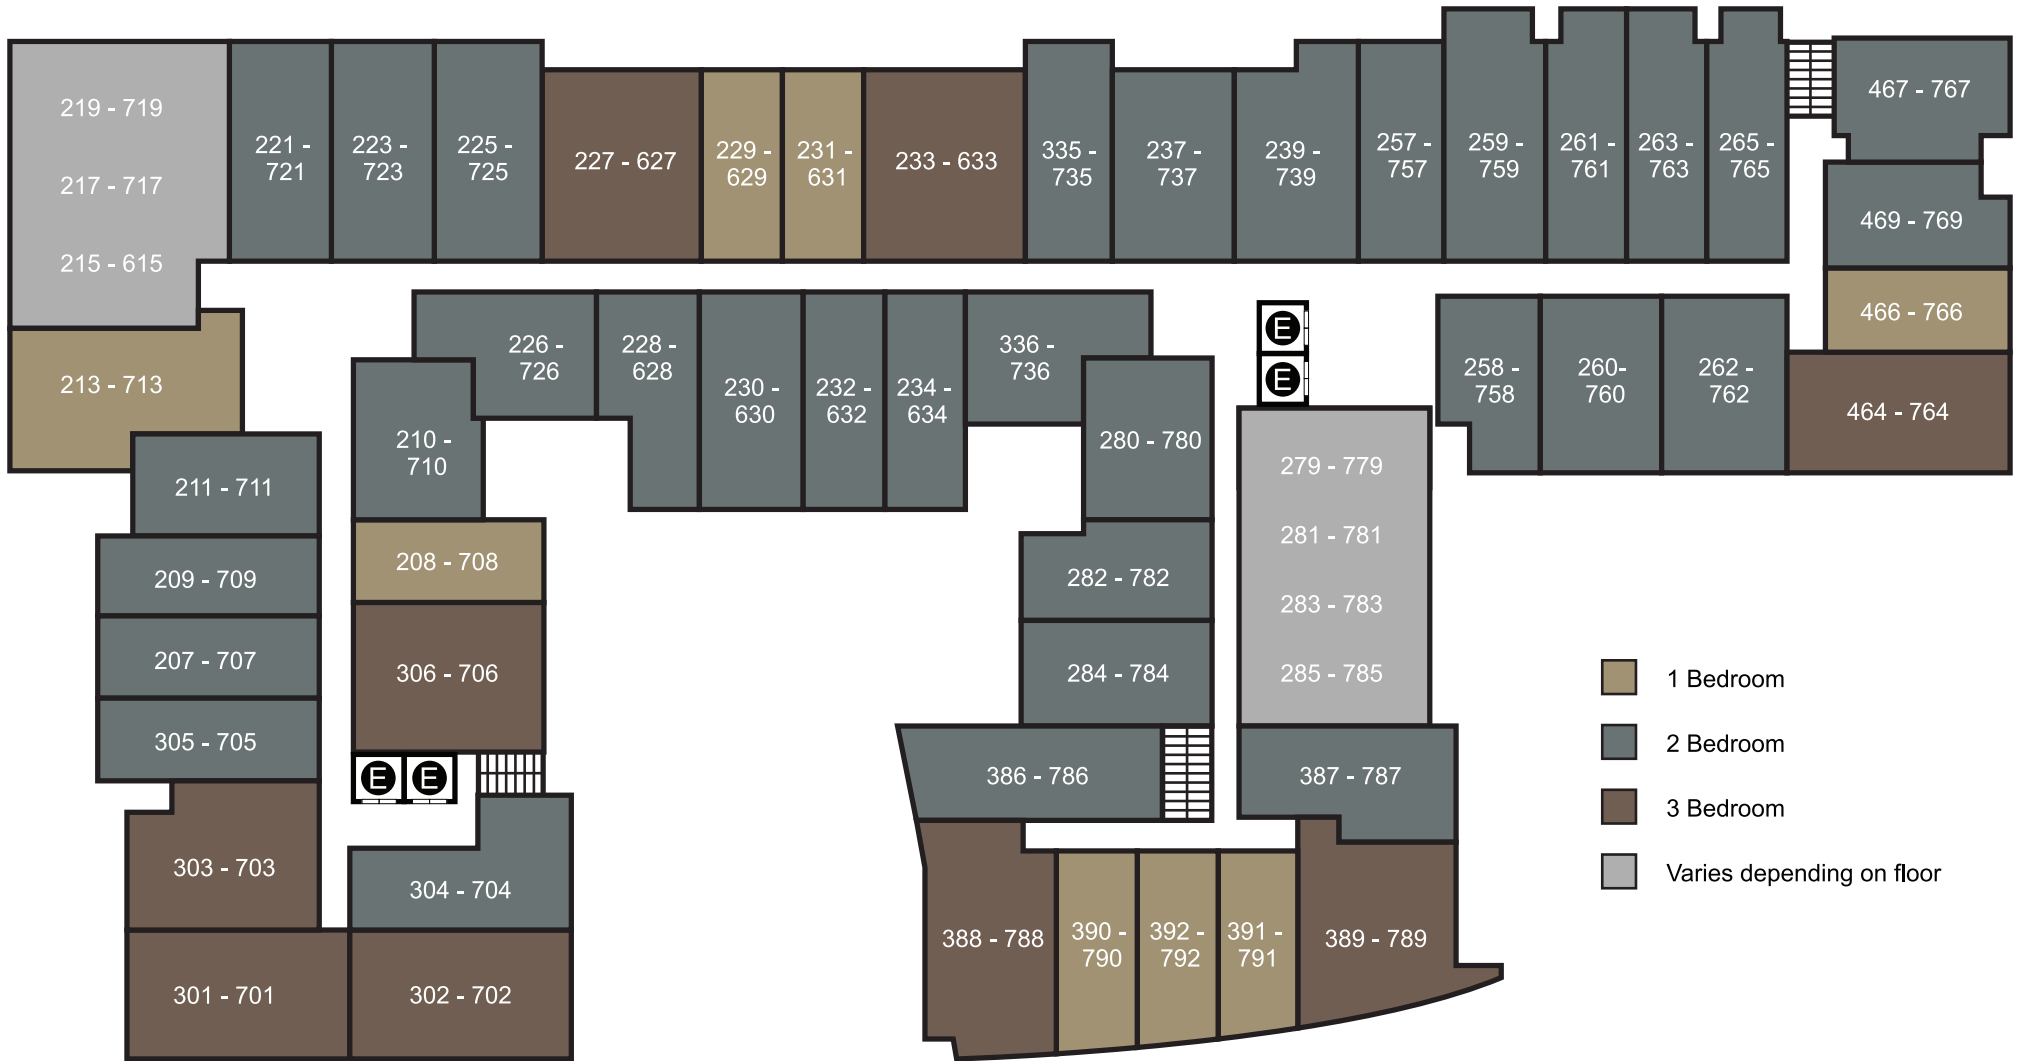 219 - 719
217 - 717
215 - 615
221 -
721
223 -
723
225 -
725
227 - 627
229 -
629
231 -
631
233 - 633
335 -
735
237 -
737
239 -
739
257 -
757
259 -
759
261 -
761
263 -
763
265 -
765
467 - 767
469 - 769
466 - 766
464 - 764
213 - 713
211 - 711
209 - 709
207 - 707
305 - 705
303 - 703
301 - 701
302 - 702
304 - 704
E
E
306 - 706
208 - 708
210 -
710
226 -
726
228 -
628
230 -
630
232 -
632
234 -
634
336 -
736
280 - 780
282 - 782
284 - 784
386 - 786
388 - 788
390 -
790
392 -
792
391 -
791
389 - 789
387 - 787
E
E
279 - 779
281 - 781
283 - 783
285 - 785
258 -
758
260-
760
262 -
762
1 Bedroom
2 Bedroom
3 Bedroom
Varies depending on floor